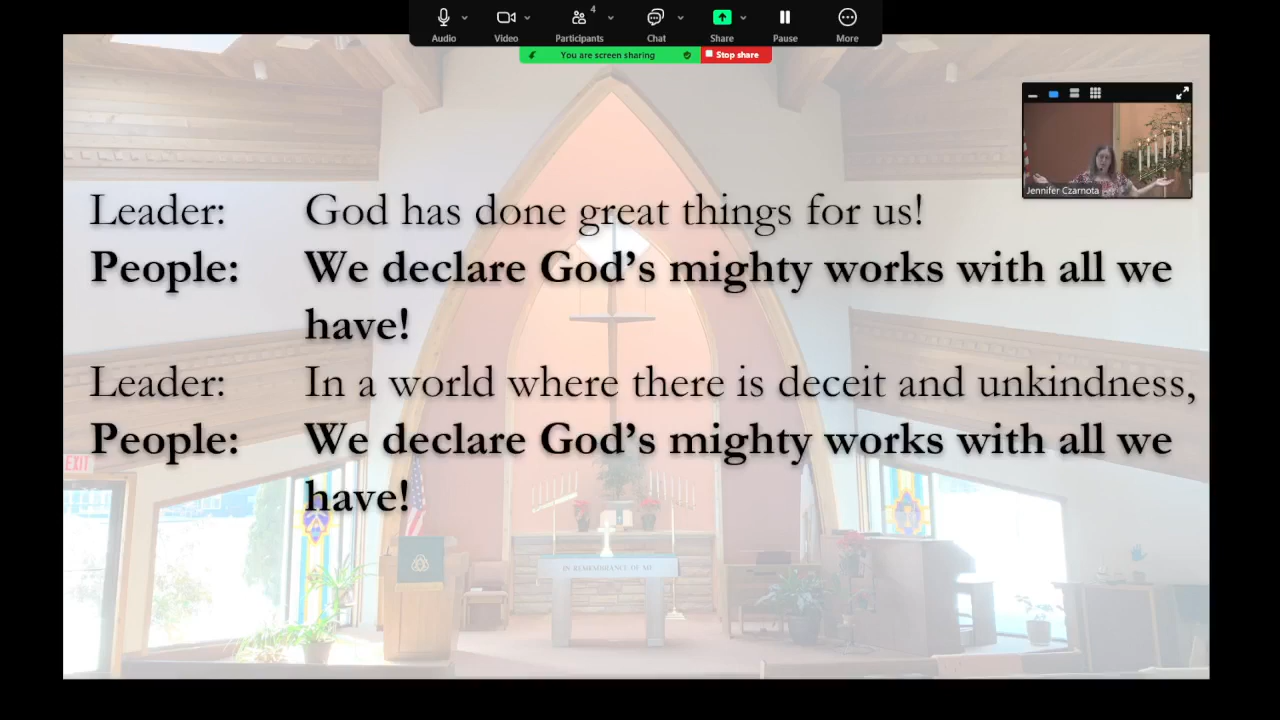 4
Audio
Video
Participants
Chat
Share
Pause
More
You are screen sharing
Stop share
Jennifer Czarnota
Leader: God has done great things for us!
People: We declare God’s mighty works with all we
have!
Leader: In a world where there is deceit and unkindness,
People: We declare God’s mighty works with all we
have!
EXIT
IN REMEMBRANCE OF ME